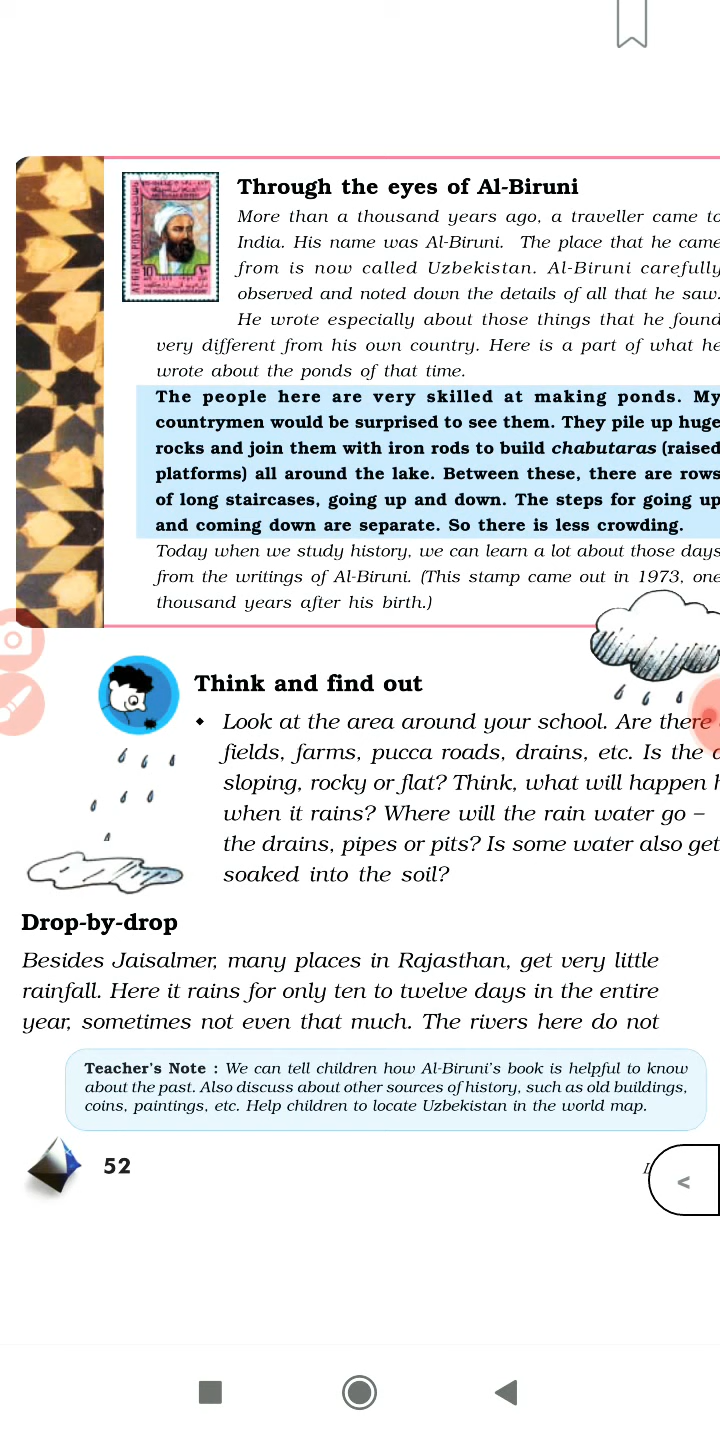 Through the eyes of Al-Biruni
More than a thousand years ago, a traveller came to
India. His name was Al-Biruni. The place that he came
from is now called Uzbekistan. Al-Biruni carefully
observed and noted down the details of all that he saw.
He wrote especially about those things that he found
very different from his own country. Here is a part of what he
wrote about the ponds of that time.
The people here are very skilled at making ponds. My
countrymen would be surprised to see them. They pile up huge
rocks and join them with iron rods to build chabutaras (raised
platforms) all around the lake. Between these, there are rows
of long staircases, going up and down. The steps for going up
and coming down are separate. So there is less crowding.
Today when we study history, we can learn a lot about those days
from the writings of Al-Biruni. (This stamp came out in 1973, one
thousand years after his birth.)
AFGHAN POST
10
Think and find out
◆ Look at the area around your school. Are there
fields, farms, pucca roads, drains, etc. Is the
sloping, rocky or flat? Think, what will happen
when it rains? Where will the rain water go –
the drains, pipes or pits? Is some water also get
soaked into the soil?
Drop-by-drop
Besides Jaisalmer, many places in Rajasthan, get very little
rainfall. Here it rains for only ten to twelve days in the entire
year, sometimes not even that much. The rivers here do not
Teacher's Note : We can tell children how Al-Biruni's book is helpful to know
about the past. Also discuss about other sources of history, such as old buildings,
coins, paintings, etc. Help children to locate Uzbekistan in the world map.
52
<